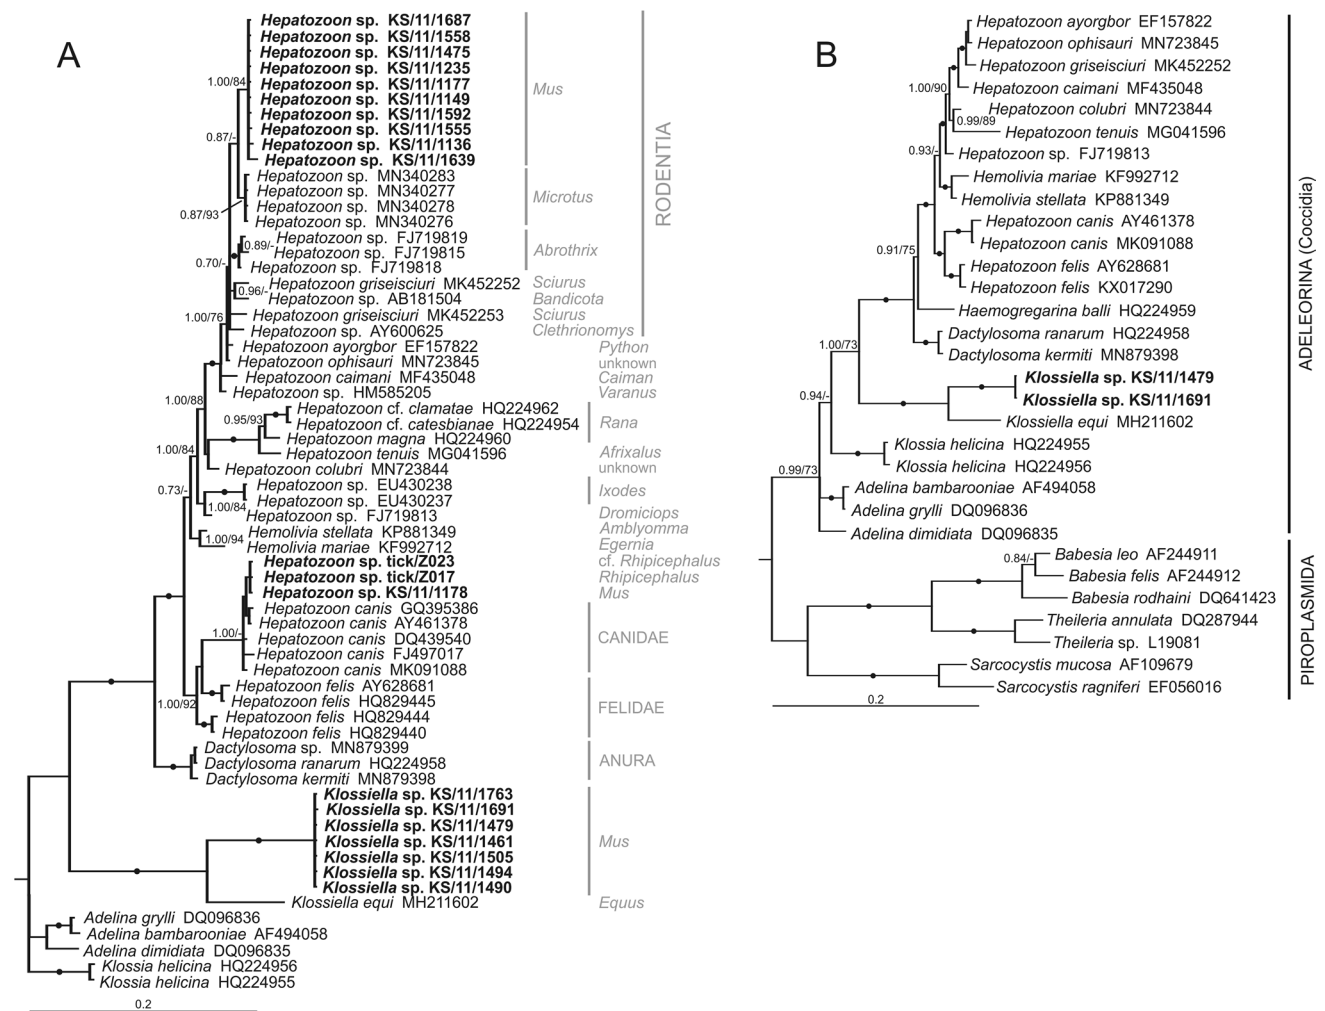 A
Hepatozoon sp. KS/11/1687
Hepatozoon sp. KS/11/1558
Hepatozoon sp. KS/11/1475
Hepatozoon sp. KS/11/1235
Hepatozoon sp. KS/11/1177
Hepatozoon sp. KS/11/1149
Hepatozoon sp. KS/11/1592
Hepatozoon sp. KS/11/1555
Hepatozoon sp. KS/11/1136
Hepatozoon sp. KS/11/1639
Hepatozoon sp. MN340283
Hepatozoon sp. MN340277
Hepatozoon sp. MN340278
Hepatozoon sp. MN340276
Hepatozoon sp. FJ719819
Hepatozoon sp. FJ719815
Hepatozoon sp. FJ719818
Hepatozoon griseisciuri MK452252
Hepatozoon sp. AB181504
Hepatozoon griseisciuri MK452253
Hepatozoon sp. AY600625
Hepatozoon ayorgbor EF157822
Hepatozoon ophisauri MN723845
Hepatozoon caimani MF435048
Hepatozoon sp. HM585205
Hepatozoon cf. clamatae HQ224962
Hepatozoon cf. catesbianae HQ224954
Hepatozoon magna HQ224960
Hepatozoon tenuis MG041596
Hepatozoon colubri MN723844
Hepatozoon sp. EU430238
Hepatozoon sp. EU430237
Hepatozoon sp. FJ719813
Hemolivia stellata KP881349
Hemolivia mariae KF992712
Hepatozoon sp. tick/Z023
Hepatozoon sp. tick/Z017
Hepatozoon sp. KS/11/1178
Hepatozoon canis GQ395386
Hepatozoon canis AY461378
Hepatozoon canis DQ439540
Hepatozoon canis FJ497017
Hepatozoon canis MK091088
Hepatozoon felis AY628681
Hepatozoon felis HQ829445
Hepatozoon felis HQ829444
Hepatozoon felis HQ829440
Dactylosoma sp. MN879399
Dactylosoma ranarum HQ224958
Dactylosoma kermiti MN879398
Klossiella sp. KS/11/1763
Klossiella sp. KS/11/1691
Klossiella sp. KS/11/1479
Klossiella sp. KS/11/1461
Klossiella sp. KS/11/1505
Klossiella sp. KS/11/1494
Klossiella sp. KS/11/1490
Klossiella equi MH211602
Adelina grylli DQ096836
Adelina bambarooniae AF494058
Adelina dimidiata DQ096835
Klossia helicina HQ224956
Klossia helicina HQ224955
1.00/84
0.87/-
0.87/93
0.89/-
0.70/-
0.96/-
1.00/76
1.00/88
0.95/93
1.00/84
0.73/-
1.00/84
1.00/94
1.00/-
1.00/92
0.2
Mus
Microtus
Abrothrix
Sciurus
Bandicota
Sciurus
Clethrionomys
RODENTIA
Python
unknown
Caiman
Varanus
Rana
Afrixalus
unknown
Ixodes
Dromiciops
Amblyomma
Egernia
cf. Rhipicephalus
Rhipicephalus
Mus
CANIDAE
FELIDAE
ANURA
Mus
Equus
B
Hepatozoon ayorgbor EF157822
Hepatozoon ophisauri MN723845
Hepatozoon griseisciuri MK452252
Hepatozoon caimani MF435048
Hepatozoon colubri MN723844
Hepatozoon tenuis MG041596
Hepatozoon sp. FJ719813
Hemolivia mariae KF992712
Hemolivia stellata KP881349
Hepatozoon canis AY461378
Hepatozoon canis MK091088
Hepatozoon felis AY628681
Hepatozoon felis KX017290
Haemogregarina balli HQ224959
Dactylosoma ranarum HQ224958
Dactylosoma kermiti MN879398
Klossiella sp. KS/11/1479
Klossiella sp. KS/11/1691
Klossiella equi MH211602
Klossia helicina HQ224955
Klossia helicina HQ224956
Adelina bambarooniae AF494058
Adelina grylli DQ096836
Adelina dimidiata DQ096835
Babesia leo AF244911
Babesia felis AF244912
Babesia rodhaini DQ641423
Theileria annulata DQ287944
Theileria sp. L19081
Sarcocystis mucosa AF109679
Sarcocystis ragniferi EF056016
1.00/90
0.99/89
0.93/-
0.91/75
1.00/73
0.94/-
0.99/73
0.84/-
0.2
ADELEORINA (Coccidia)
PIROPLASMIDA